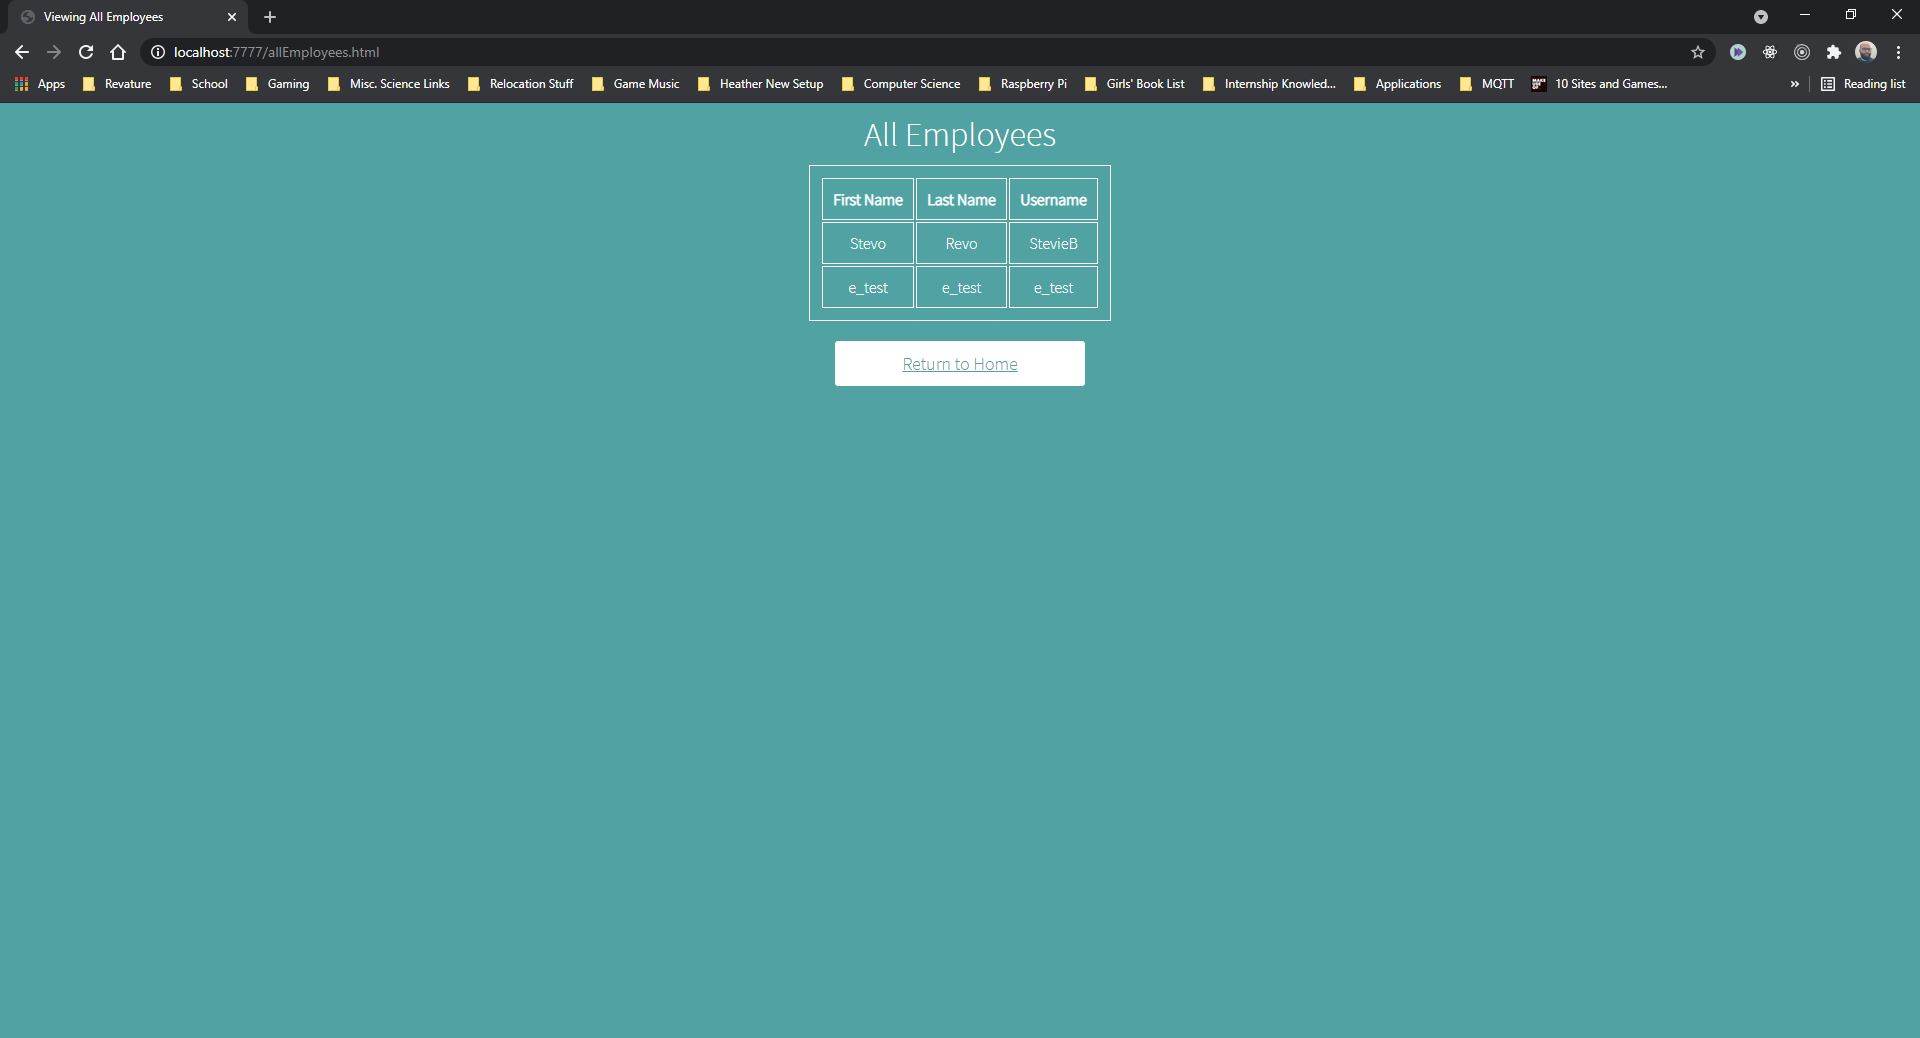 Viewing All Employees
localhost:7777/allEmployees.html
Apps Revature School Gaming Misc. Science Links Relocation Stuff Game Music Heather New Setup Computer Science Raspberry Pi Girls' Book List Internship Knowled... Applications MQTT 10 Sites and Games... » Reading list
All Employees
First Name Last Name Username
Stevo Revo StevieB
e_test e_test e_test
Return to Home